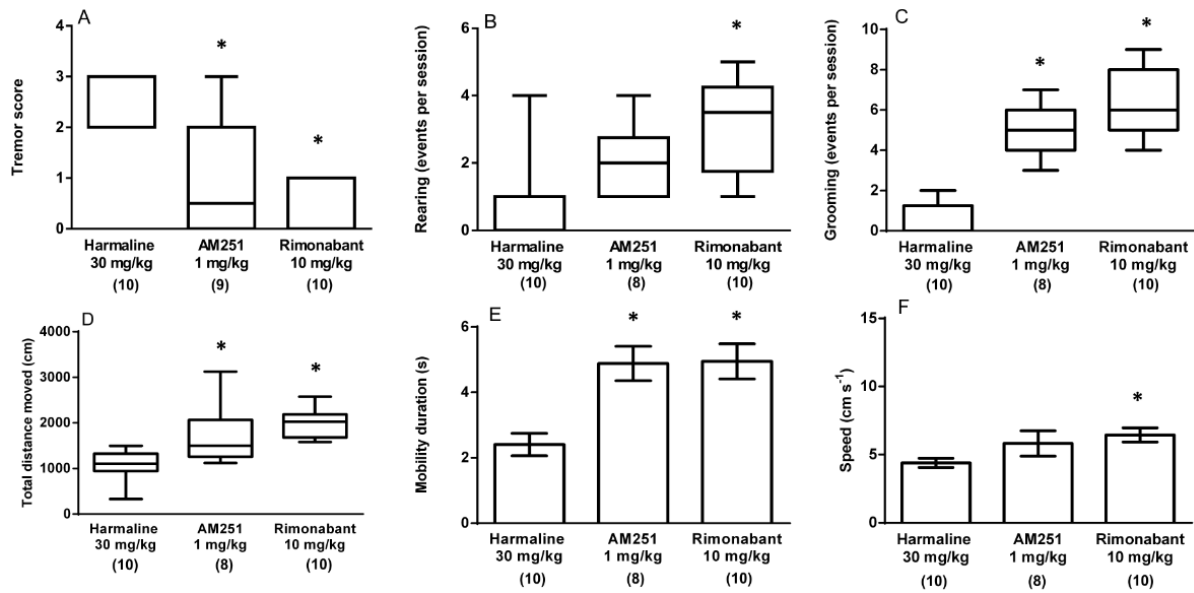 A
Tremor score
4
3
2
1
0
*
*
Harmaline
30 mg/kg
(10)
AM251
1 mg/kg
(9)
Rimonabant
10 mg/kg
(10)
B
Rearing (events per session)
6
4
2
0
*
Harmaline
30 mg/kg
(10)
AM251
1 mg/kg
(8)
Rimonabant
10 mg/kg
(10)
C
Grooming (events per session)
10
8
6
4
2
0
*
*
Harmaline
30 mg/kg
(10)
AM251
1 mg/kg
(8)
Rimonabant
10 mg/kg
(10)
D
Total distance moved (cm)
4000
3000
2000
1000
0
*
*
Harmaline
30 mg/kg
(10)
AM251
1 mg/kg
(8)
Rimonabant
10 mg/kg
(10)
E
Mobility duration (s)
6
4
2
0
*
*
Harmaline
30 mg/kg
(10)
AM251
1 mg/kg
(8)
Rimonabant
10 mg/kg
(10)
F
Speed (cm s⁻¹)
15
10
5
0
*
Harmaline
30 mg/kg
(10)
AM251
1 mg/kg
(8)
Rimonabant
10 mg/kg
(10)